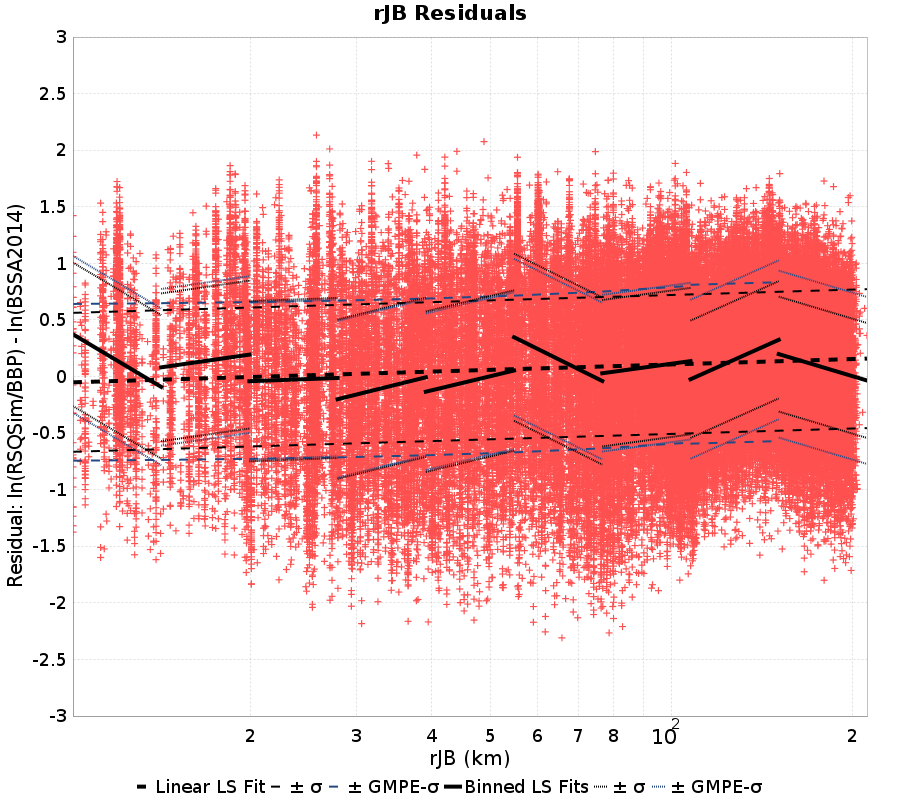 rJB Residuals
Residual: ln(RSQSim/BBP) - ln(BSSA2014)
3
2.5
2
1.5
1
0.5
0
-0.5
-1
-1.5
-2
-2.5
-3
2 3 4 5 6 7 8 10² 2
rJB (km)
Linear LS Fit ± σ ± GMPE-σ Binned LS Fits ± σ ± GMPE-σ